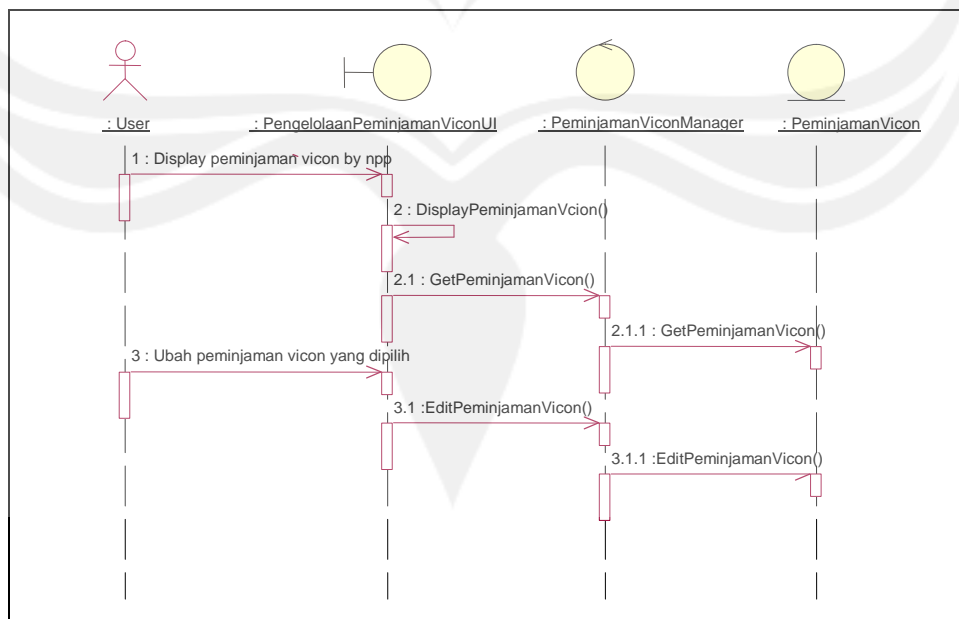 : User
: PengelolaanPeminjamanViconUI
: PeminjamanViconManager
: PeminjamanVicon
1 : Display peminjaman vicon by npp
2 : DisplayPeminjamanVcion()
2.1 : GetPeminjamanVicon()
2.1.1 : GetPeminjamanVicon()
3 : Ubah peminjaman vicon yang dipilih
3.1 :EditPeminjamanVicon()
3.1.1 :EditPeminjamanVicon()